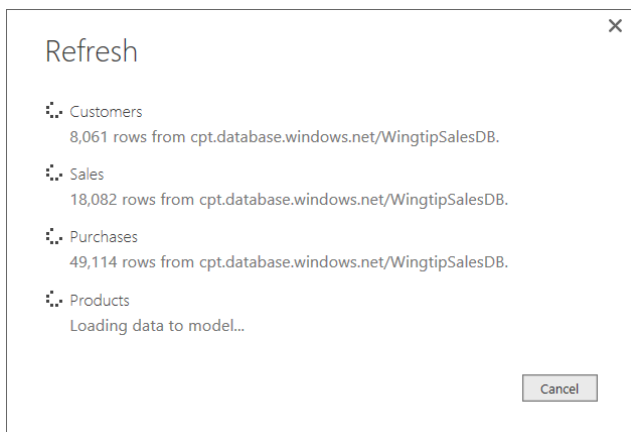 Refresh
Customers
8,061 rows from cpt.database.windows.net/WingtipSalesDB.
Sales
18,082 rows from cpt.database.windows.net/WingtipSalesDB.
Purchases
49,114 rows from cpt.database.windows.net/WingtipSalesDB.
Products
Loading data to model...
Cancel